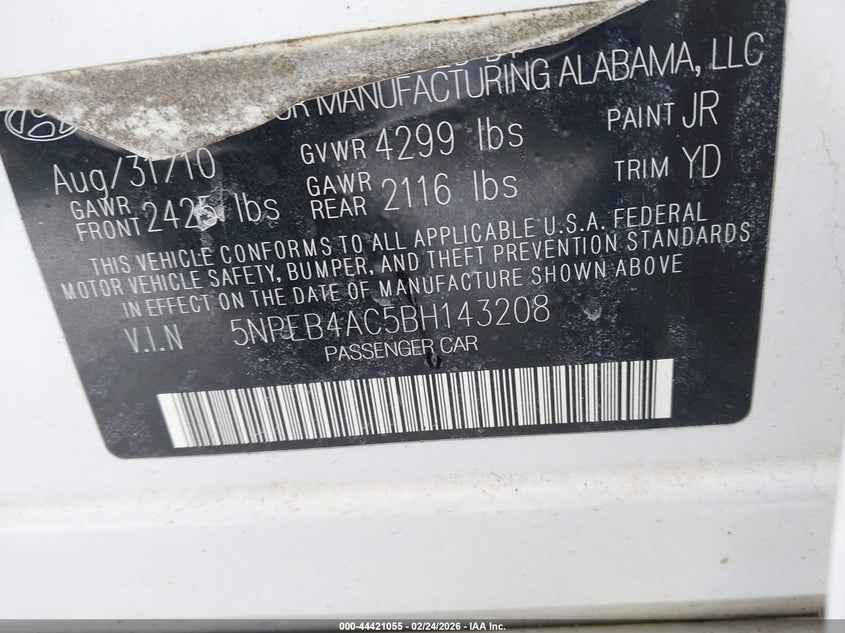 MANUFACTURING ALABAMA, LLC
Aug/31/10 GVWR 4299 lbs PAINT JR
GAWR FRONT 2425 lbs GAWR REAR 2116 lbs TRIM YD
THIS VEHICLE CONFORMS TO ALL APPLICABLE U.S.A. FEDERAL
MOTOR VEHICLE SAFETY, BUMPER, AND THEFT PREVENTION STANDARDS
IN EFFECT ON THE DATE OF MANUFACTURE SHOWN ABOVE
V.I.N 5NPEB4AC5BH143208
PASSENGER CAR
000-44421055 - 02/24/2026 - IAA Inc.